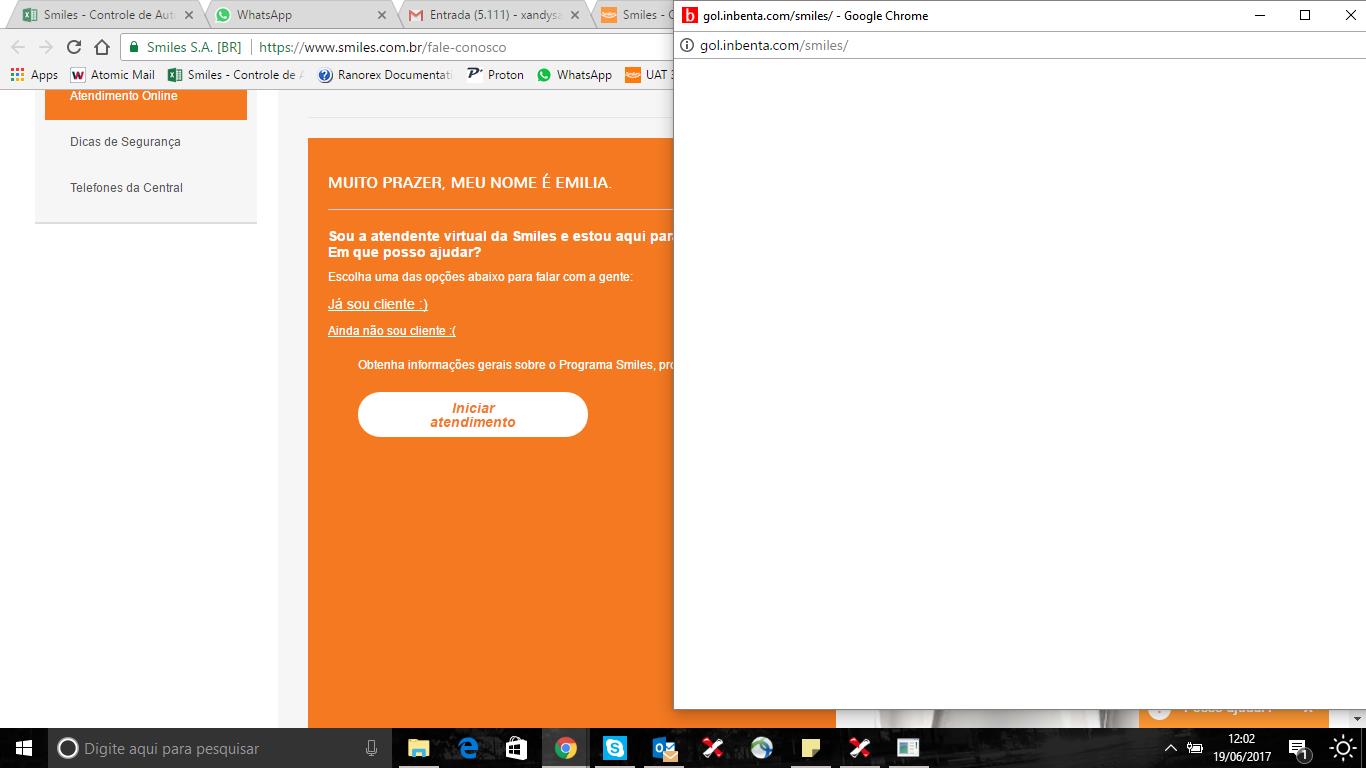 Smiles - Controle de Aut
WhatsApp
Entrada (5.111) - xandysa
Smiles - C
gol.inbenta.com/smiles/ - Google Chrome
Smiles S.A. [BR]
https://www.smiles.com.br/fale-conosco
gol.inbenta.com/smiles/
Apps
Atomic Mail
Smiles - Controle de A
Ranorex Documentati
Proton
WhatsApp
UAT 3
Atendimento Online
Dicas de Segurança
Telefones da Central
MUITO PRAZER, MEU NOME É EMILIA.
Sou a atendente virtual da Smiles e estou aqui par
Em que posso ajudar?
Escolha uma das opções abaixo para falar com a gente:
Já sou cliente :)
Ainda não sou cliente :(
Obtenha informações gerais sobre o Programa Smiles, pro
Iniciar
atendimento
Posso ajudar?
Digite aqui para pesquisar
12:02
19/06/2017
1